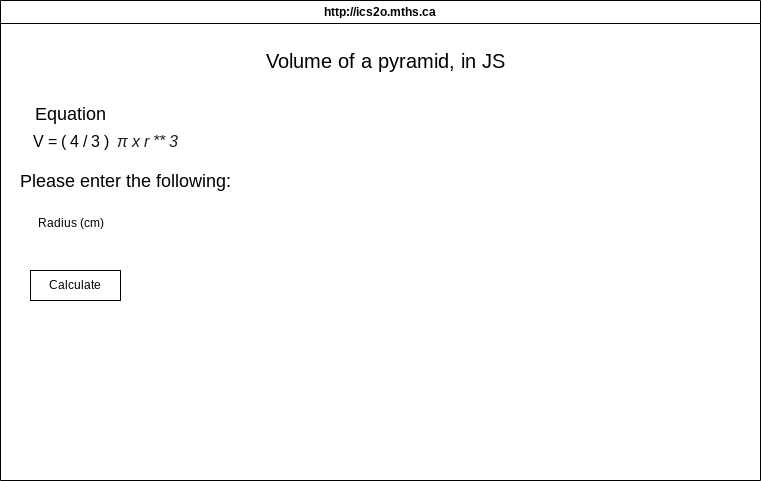 http://ics2o.mths.ca
Volume of a pyramid, in JS
Equation
V = ( 4 / 3 ) π x r ** 3
Please enter the following:
Radius (cm)
Calculate